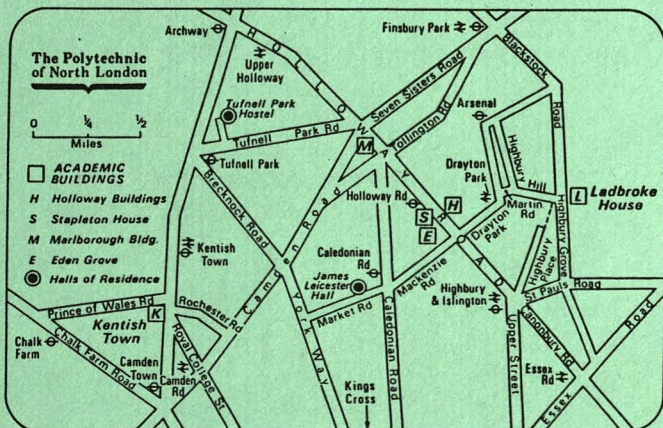 The Polytechnic
of North London
0 ¼ ½
Miles
ACADEMIC
BUILDINGS
H Holloway Buildings
S Stapleton House
M Marlborough Bldg.
E Eden Grove
Halls of Residence
Archway
Upper
Holloway
HOLLOWAY ROAD
Finsbury Park
Seven Sisters Road
Blackstock
Road
Tufnell Park
Hostel
Tufnell Park Rd
Tufnell Park
Tollington Rd
Arsenal
M
Drayton
Park
Highbury
Hill
Martin
Rd
L
Ladbroke
House
Brecknock Road
Camden Road
Holloway Rd
S
H
E
Drayton
Park
Highbury Place
Highbury Grove
Kentish
Town
Caledonian
Rd
James
Leicester
Hall
Mackenzie Rd
Highbury
& Islington
St Pauls Road
Prince of Wales Rd
K
Kentish
Town
Rochester Rd
Market Rd
York Way
Caledonian Road
Upper Street
Canonbury Rd
Chalk
Farm
Chalk Farm Road
Royal College St
Camden
Town
Camden
Rd
Kings
Cross
Essex
Rd
Essex Road